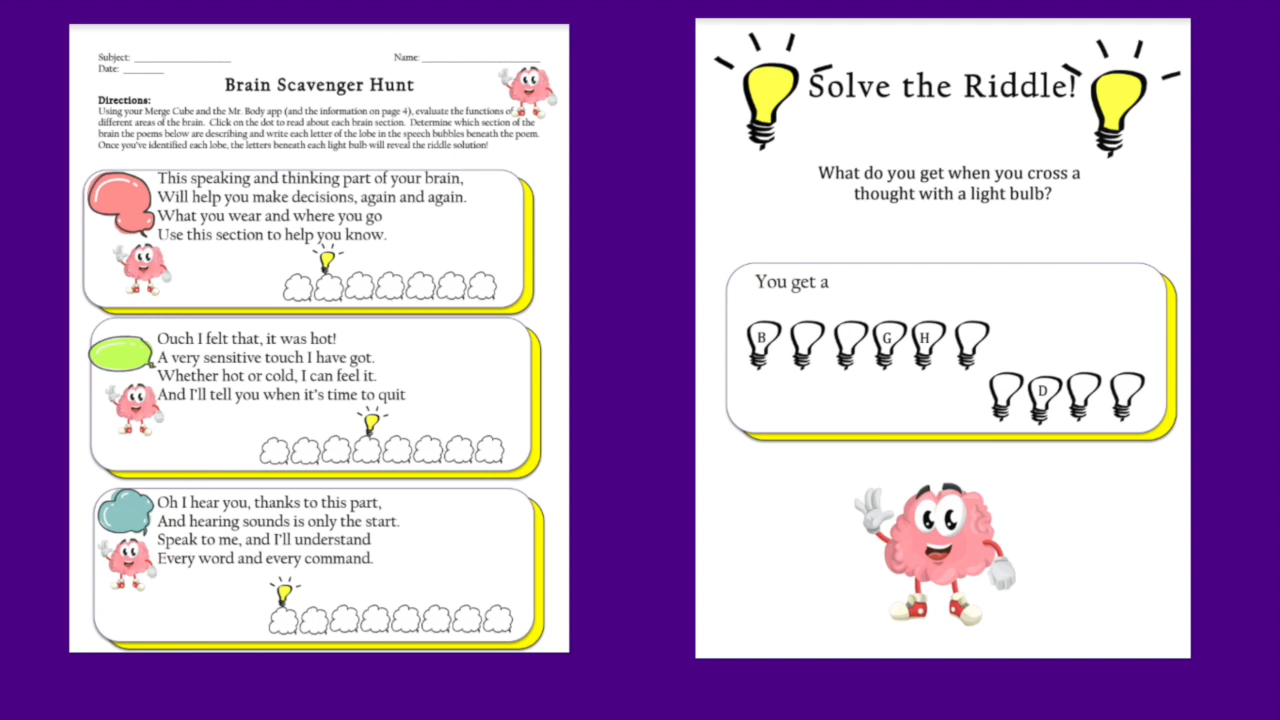 Subject: ____________________
Name: ________________________
Date: ________
Brain Scavenger Hunt
Directions:
Using your Merge Cube and the Mr. Body app (and the information on page 4), evaluate the functions of
different areas of the brain. Click on the dot to read about each brain section. Determine which section of the
brain the poems below are describing and write each letter of the lobe in the speech bubbles beneath the poem.
Once you've identified each lobe, the letters beneath each light bulb will reveal the riddle solution!
This speaking and thinking part of your brain,
Will help you make decisions, again and again.
What you wear and where you go
Use this section to help you know.
Ouch I felt that, it was hot!
A very sensitive touch I have got.
Whether hot or cold, I can feel it.
And I'll tell you when it's time to quit
Oh I hear you, thanks to this part,
And hearing sounds is only the start.
Speak to me, and I'll understand
Every word and every command.
Solve the Riddle!
What do you get when you cross a
thought with a light bulb?
You get a
B G H
D